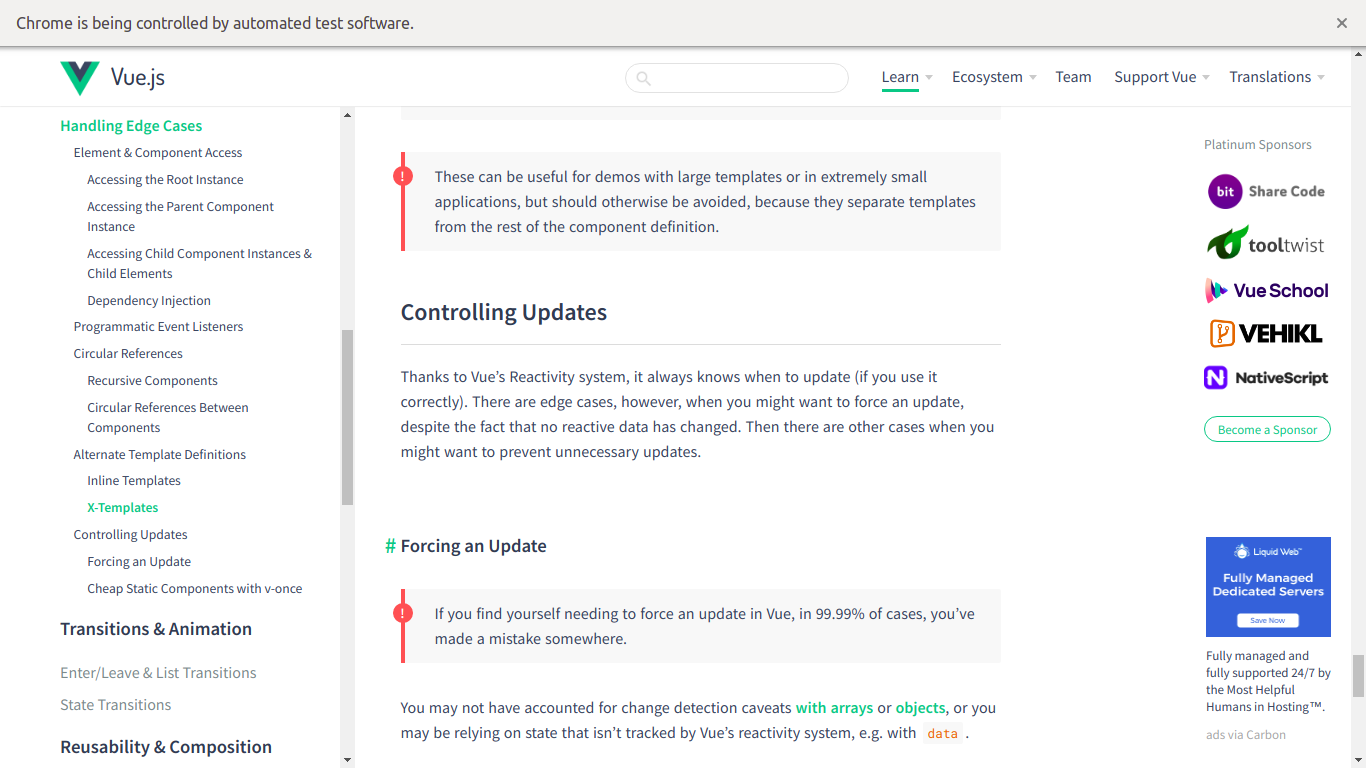 Chrome is being controlled by automated test software.
Vue.js
Learn
Ecosystem
Team
Support Vue
Translations
Handling Edge Cases
Element & Component Access
Accessing the Root Instance
Accessing the Parent Component
Instance
Accessing Child Component Instances &
Child Elements
Dependency Injection
Programmatic Event Listeners
Circular References
Recursive Components
Circular References Between
Components
Alternate Template Definitions
Inline Templates
X-Templates
Controlling Updates
Forcing an Update
Cheap Static Components with v-once
Transitions & Animation
Enter/Leave & List Transitions
State Transitions
Reusability & Composition
!
These can be useful for demos with large templates or in extremely small
applications, but should otherwise be avoided, because they separate templates
from the rest of the component definition.
Controlling Updates
Thanks to Vue’s Reactivity system, it always knows when to update (if you use it
correctly). There are edge cases, however, when you might want to force an update,
despite the fact that no reactive data has changed. Then there are other cases when you
might want to prevent unnecessary updates.
# Forcing an Update
!
If you find yourself needing to force an update in Vue, in 99.99% of cases, you’ve
made a mistake somewhere.
You may not have accounted for change detection caveats with arrays or objects, or you
may be relying on state that isn’t tracked by Vue’s reactivity system, e.g. with data .
Platinum Sponsors
bit Share Code
tooltwist
Vue School
VEHIKL
N NativeScript
Become a Sponsor
Liquid Web™
Fully Managed
Dedicated Servers
Save Now
Fully managed and
fully supported 24/7 by
the Most Helpful
Humans in Hosting™.
ads via Carbon